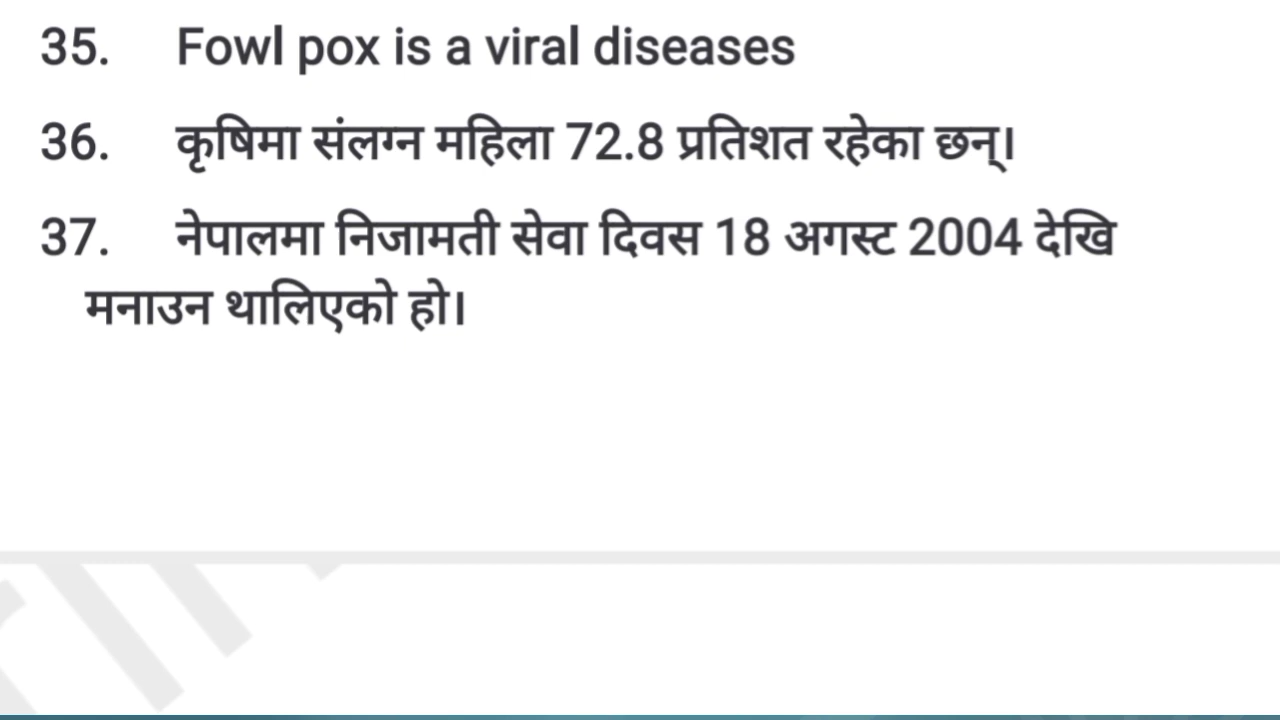 35. Fowl pox is a viral diseases
36. कृषिमा संलग्न महिला 72.8 प्रतिशत रहेका छन्।
37. नेपालमा निजामती सेवा दिवस 18 अगस्ट 2004 देखि
मनाउन थालिएको हो।